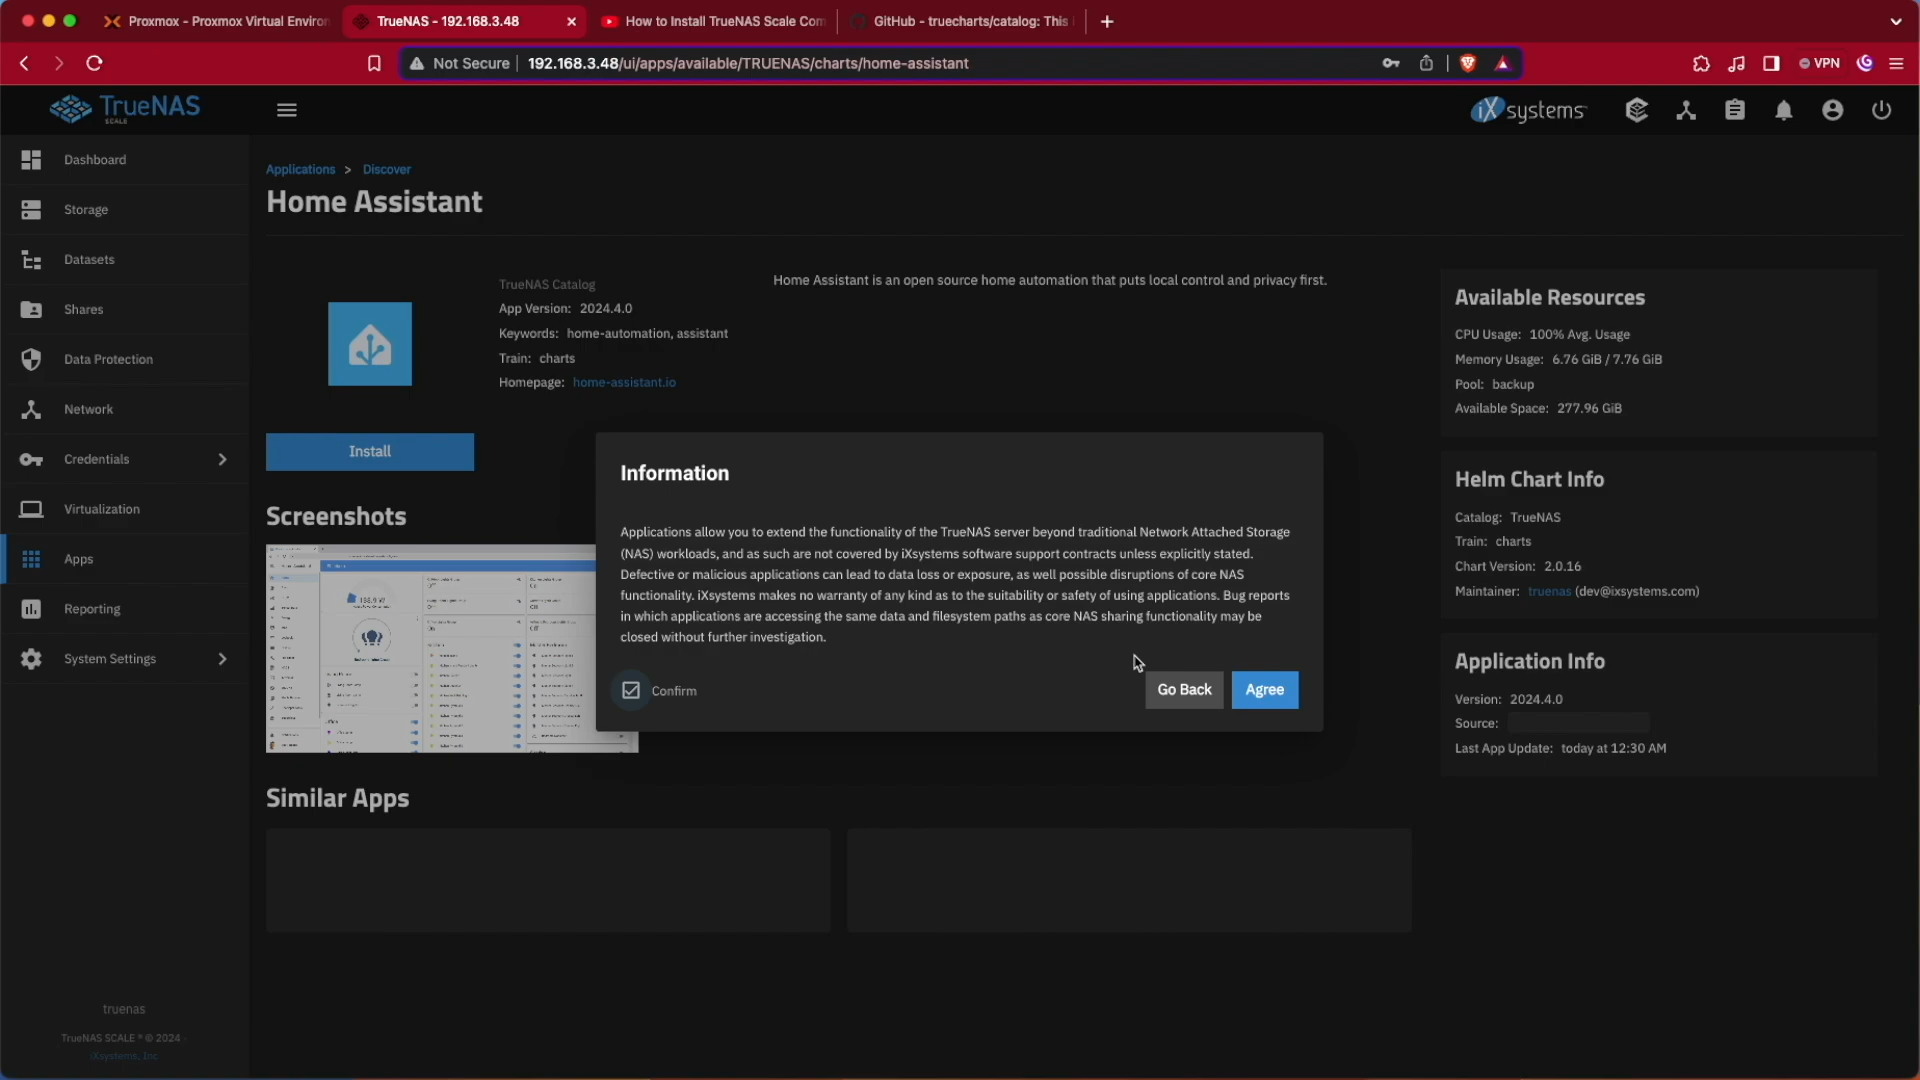 Proxmox - Proxmox Virtual Environ
TrueNAS - 192.168.3.48
How to Install TrueNAS Scale Com
GitHub - truecharts/catalog: This
Not Secure
192.168.3.48/ui/apps/available/TRUENAS/charts/home-assistant
VPN
TrueNAS
SCALE
iXsystems
Dashboard
Storage
Datasets
Shares
Data Protection
Network
Credentials
Virtualization
Apps
Reporting
System Settings
truenas
TrueNAS SCALE ® © 2024 -
iXsystems, Inc
Applications > Discover
Home Assistant
TrueNAS Catalog
App Version: 2024.4.0
Keywords: home-automation, assistant
Train: charts
Homepage: home-assistant.io
Home Assistant is an open source home automation that puts local control and privacy first.
Install
Screenshots
Similar Apps
Information
Applications allow you to extend the functionality of the TrueNAS server beyond traditional Network Attached Storage
(NAS) workloads, and as such are not covered by iXsystems software support contracts unless explicitly stated.
Defective or malicious applications can lead to data loss or exposure, as well possible disruptions of core NAS
functionality. iXsystems makes no warranty of any kind as to the suitability or safety of using applications. Bug reports
in which applications are accessing the same data and filesystem paths as core NAS sharing functionality may be
closed without further investigation.
Confirm
Go Back
Agree
Available Resources
CPU Usage: 100% Avg. Usage
Memory Usage: 6.76 GiB / 7.76 GiB
Pool: backup
Available Space: 277.96 GiB
Helm Chart Info
Catalog: TrueNAS
Train: charts
Chart Version: 2.0.16
Maintainer: truenas (dev@ixsystems.com)
Application Info
Version: 2024.4.0
Source:
Last App Update: today at 12:30 AM